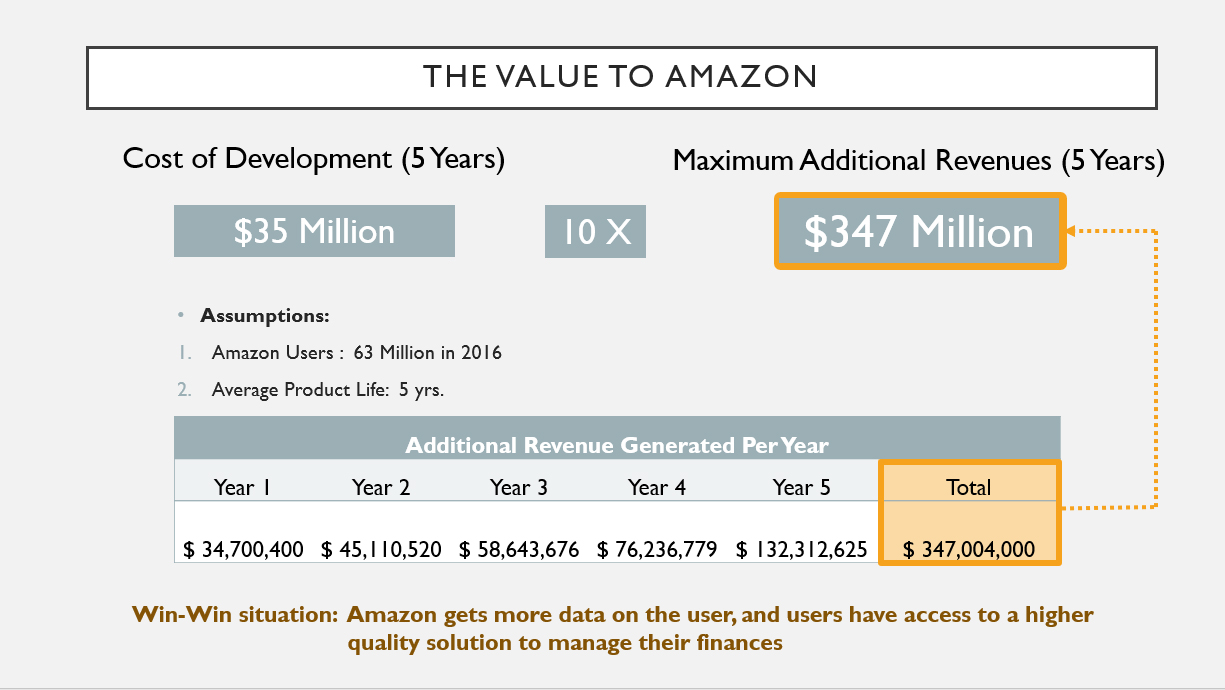 THE VALUE TO AMAZON
Cost of Development (5 Years)
Maximum Additional Revenues (5 Years)
$35 Million
10 X
$347 Million
• Assumptions:
1. Amazon Users : 63 Million in 2016
2. Average Product Life: 5 yrs.
Additional Revenue Generated Per Year
Year 1 Year 2 Year 3 Year 4 Year 5 Total
$ 34,700,400 $ 45,110,520 $ 58,643,676 $ 76,236,779 $ 132,312,625 $ 347,004,000
Win-Win situation: Amazon gets more data on the user, and users have access to a higher
quality solution to manage their finances